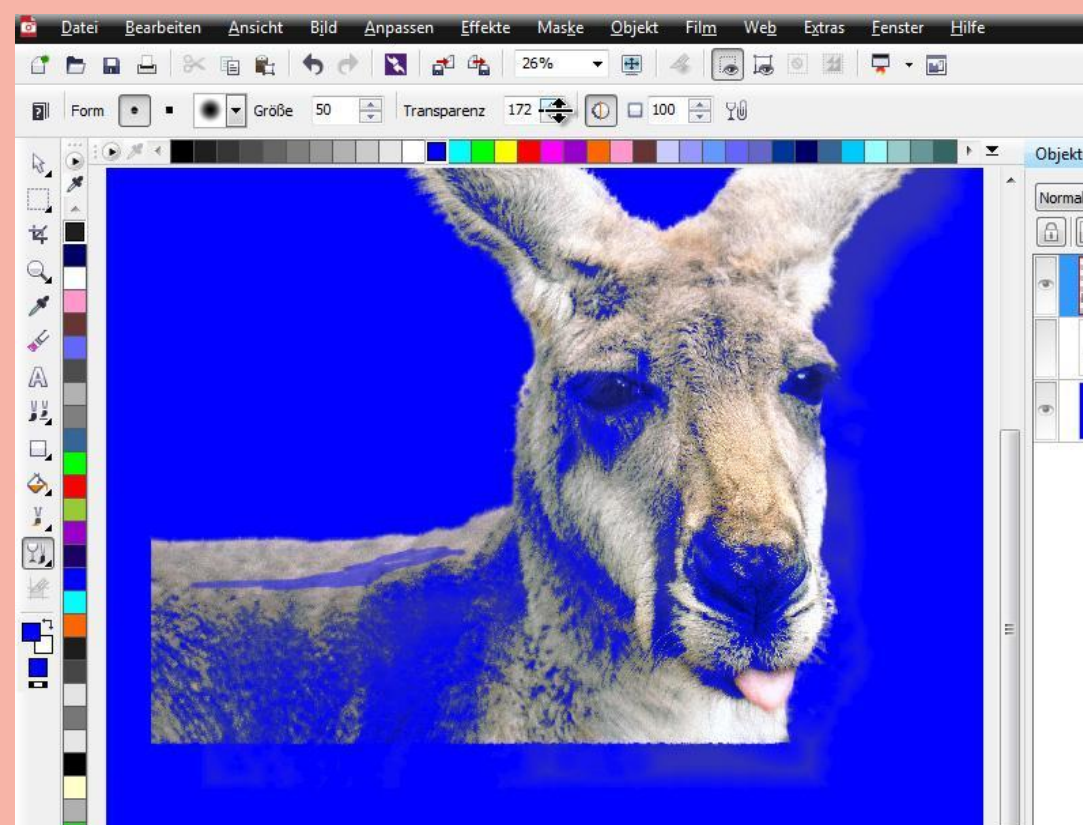 Datei Bearbeiten Ansicht Bild Anpassen Effekte Maske Objekt Film Web Extras Fenster Hilfe
26%
Form Größe 50 Transparenz 172 100
Objekt
Normal